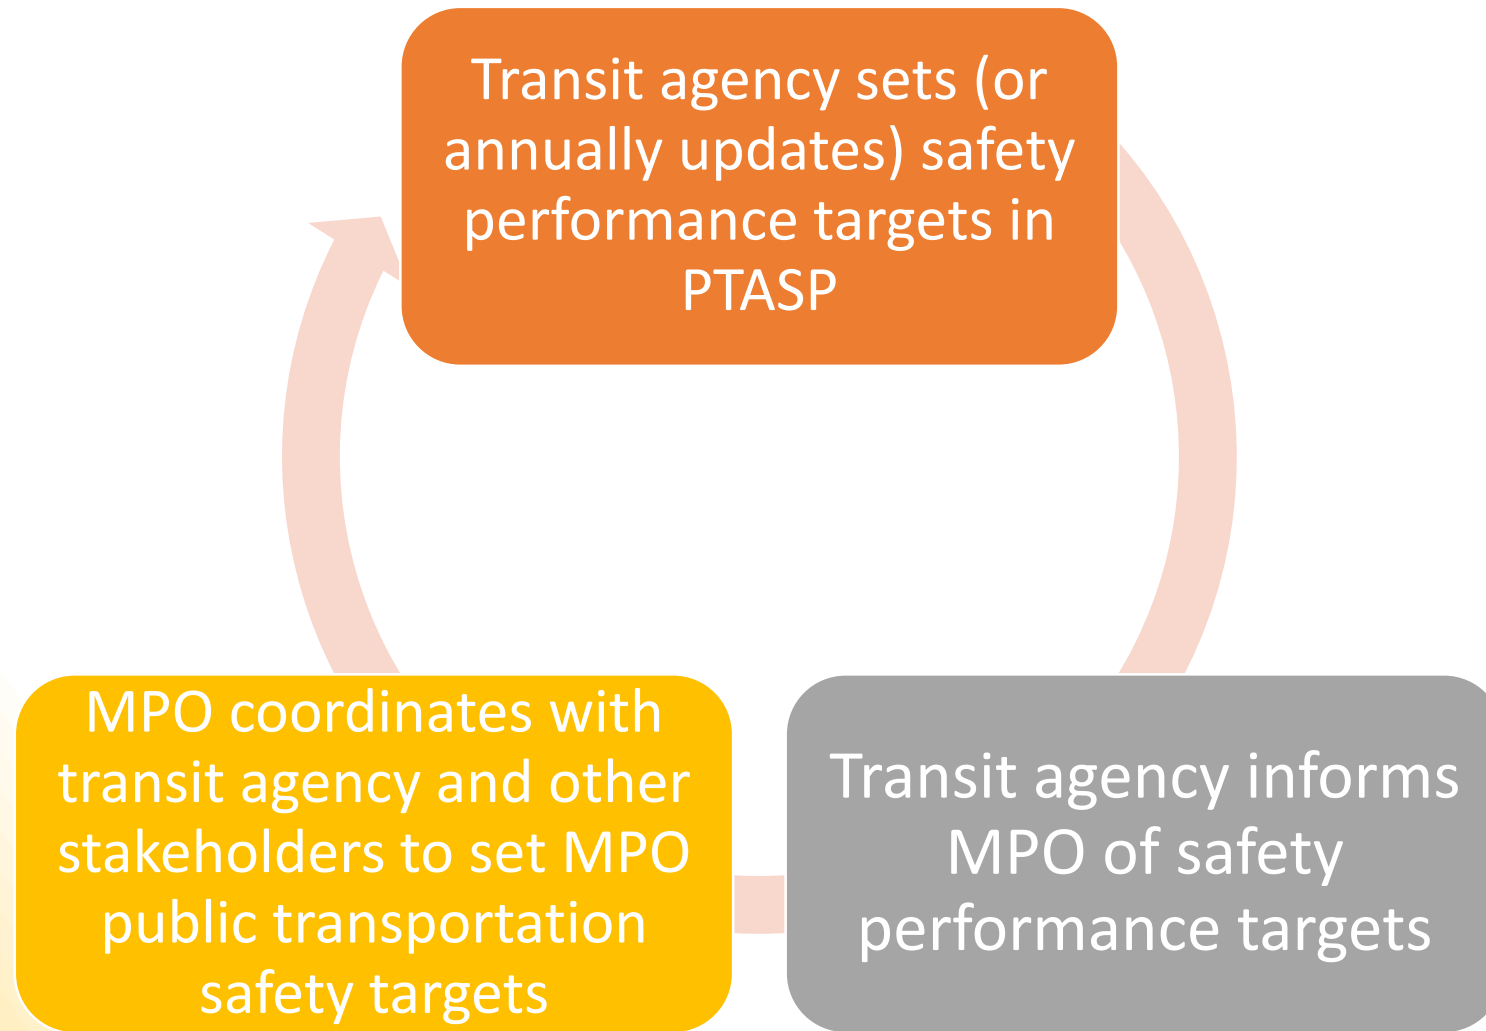 Transit agency sets (or
annually updates) safety
performance targets in
PTASP
Transit agency informs
MPO of safety
performance targets
MPO coordinates with
transit agency and other
stakeholders to set MPO
public transportation
safety targets